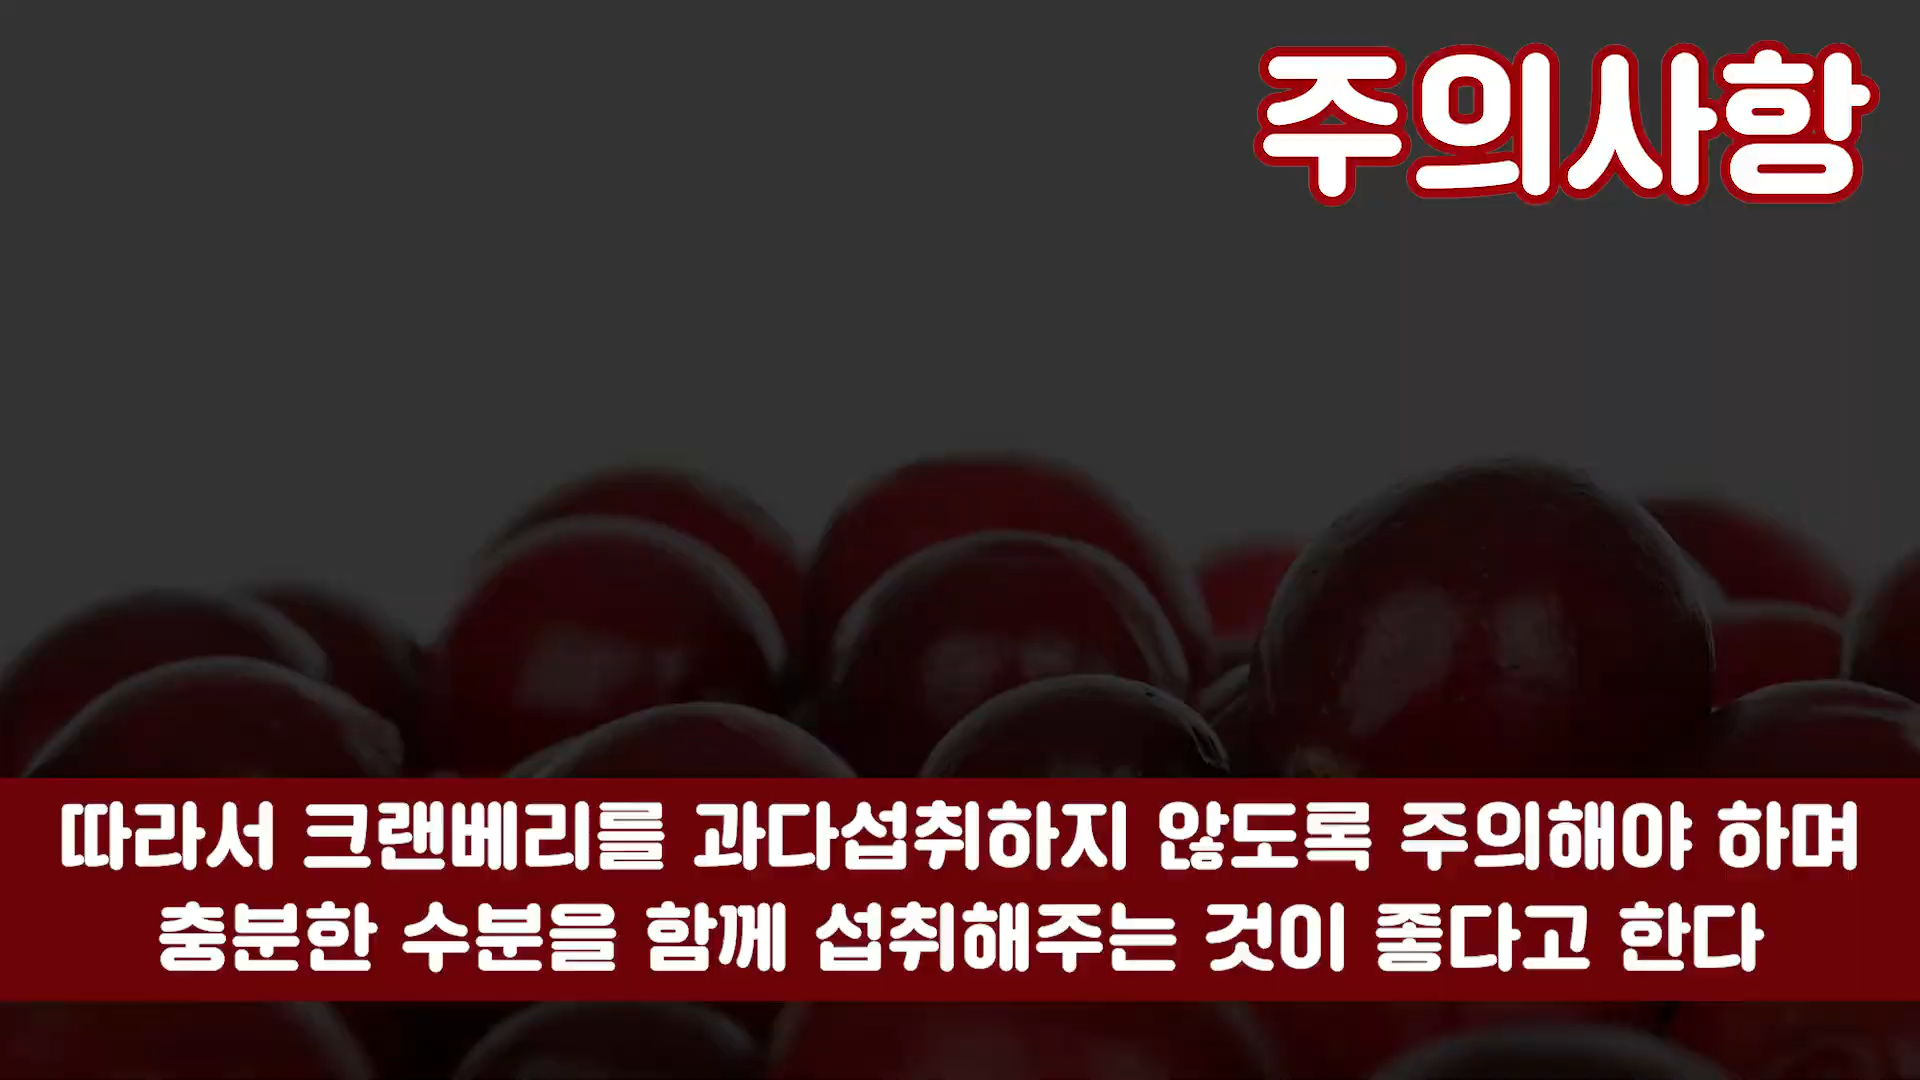 주의사항
따라서 크랜베리를 과다섭취하지 않도록 주의해야 하며
충분한 수분을 함께 섭취해주는 것이 좋다고 한다